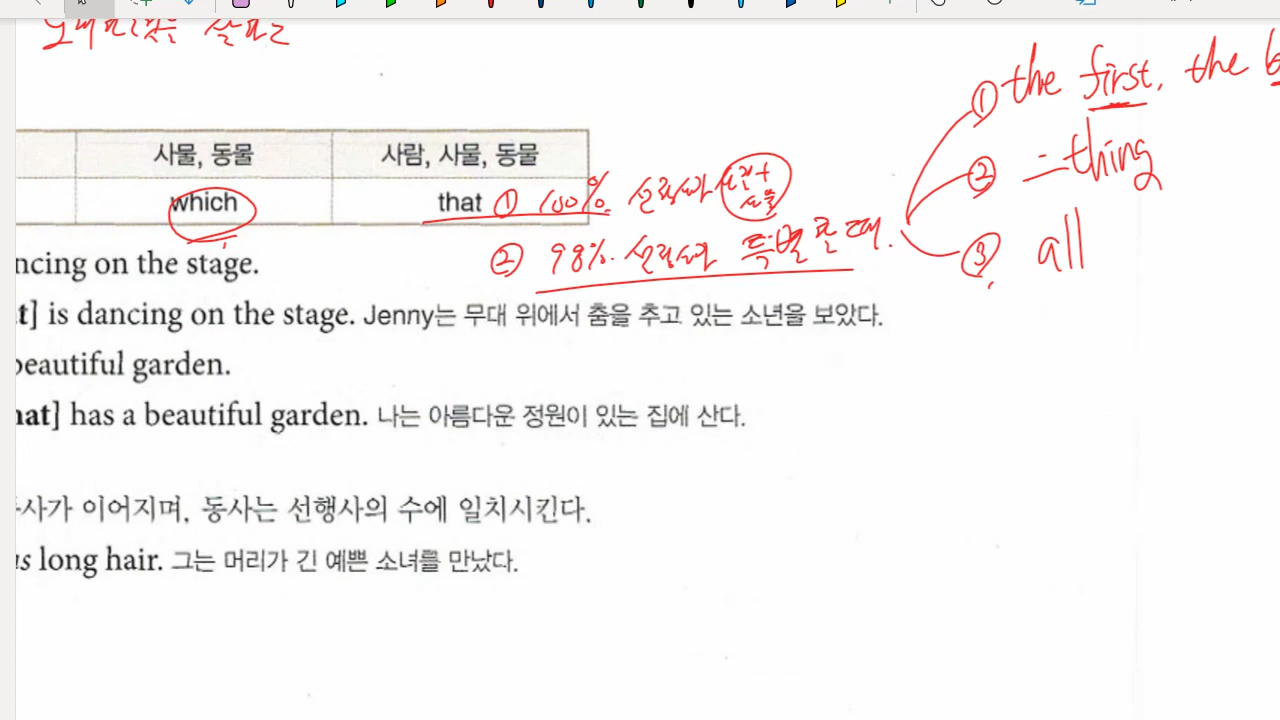 ① the first, the b
② =thing
사물, 동물 사람, 사물, 동물
which that ① 100% 선행사가 사람+사물
② 98%. 선행사가 특별할 때.
③ all
ncing on the stage.
t] is dancing on the stage. Jenny는 무대 위에서 춤을 추고 있는 소년을 보았다.
beautiful garden.
hat] has a beautiful garden. 나는 아름다운 정원이 있는 집에 산다.
사가 이어지며, 동사는 선행사의 수에 일치시킨다.
as long hair. 그는 머리가 긴 예쁜 소녀를 만났다.